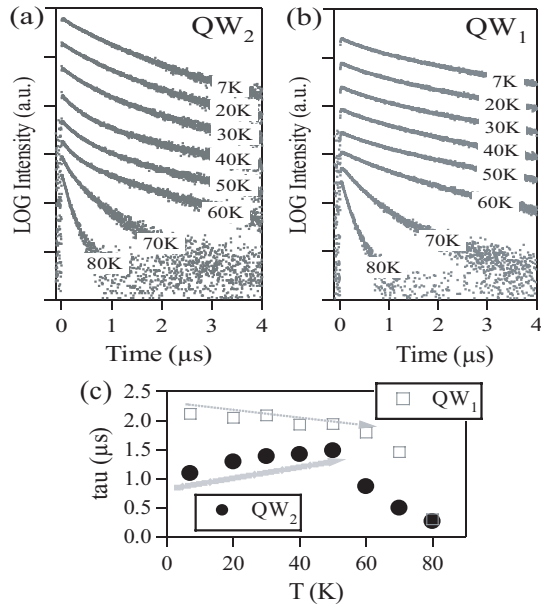 (a)
QW2
LOG Intensity (a.u.)
7K
20K
30K
40K
50K
60K
70K
80K
0 1 2 3 4
Time (μs)
(b)
QW1
LOG Intensity (a.u.)
7K
20K
30K
40K
50K
60K
70K
80K
0 1 2 3 4
Time (μs)
(c)
tau (μs)
2.5
2.0
1.5
1.0
0.5
0.0
QW1
QW2
0 20 40 60 80
T (K)